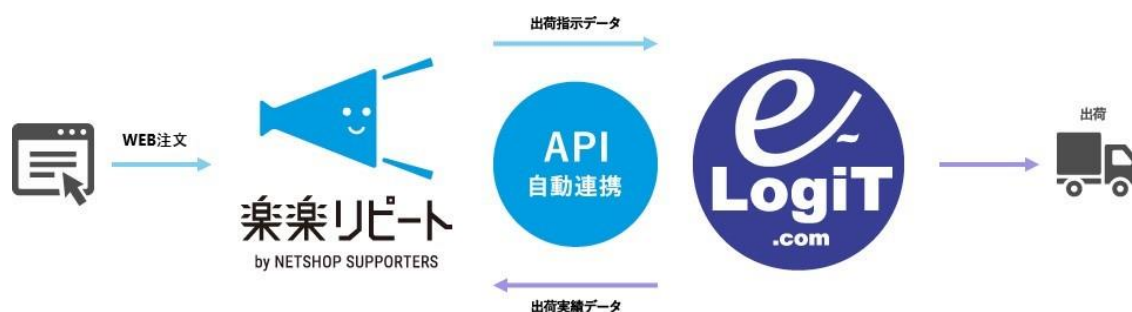 出荷指示データ
WEB注文
楽楽リピート
by NETSHOP SUPPORTERS
API
自動連携
e-
LogiT
.com
出荷
出荷実績データ